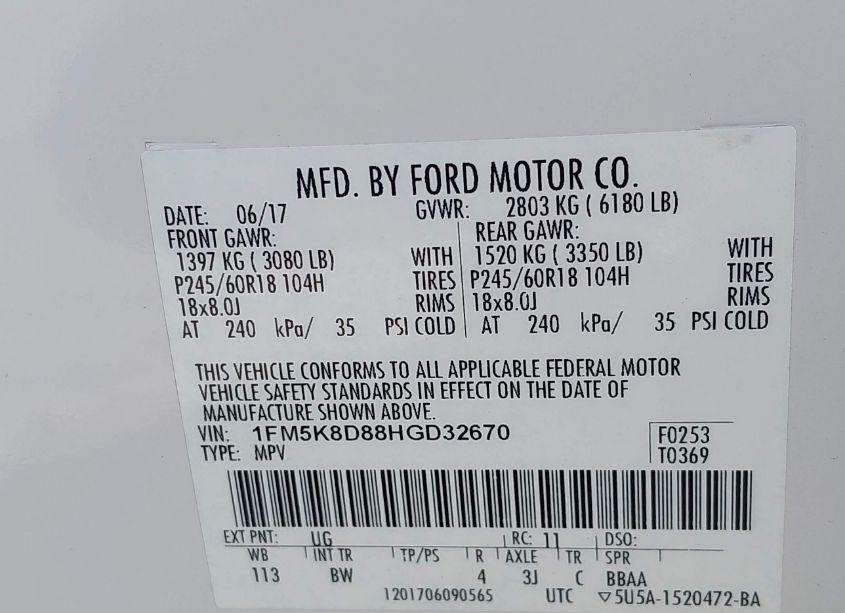 MFD. BY FORD MOTOR CO.
DATE: 06/17 GVWR: 2803 KG ( 6180 LB)
FRONT GAWR: REAR GAWR:
1397 KG ( 3080 LB) WITH 1520 KG ( 3350 LB) WITH
P245/60R18 104H TIRES P245/60R18 104H TIRES
18x8.0J RIMS 18x8.0J RIMS
AT 240 kPa/ 35 PSI COLD AT 240 kPa/ 35 PSI COLD
THIS VEHICLE CONFORMS TO ALL APPLICABLE FEDERAL MOTOR
VEHICLE SAFETY STANDARDS IN EFFECT ON THE DATE OF
MANUFACTURE SHOWN ABOVE.
VIN: 1FM5K8D88HGD32670 F0253
TYPE: MPV T0369
EXT PNT: UG RC: 11 DSO:
WB INT TR TP/PS R AXLE TR SPR
113 BW 4 3J C BBAA
1201706090565 UTC ▽5U5A-1520472-BA